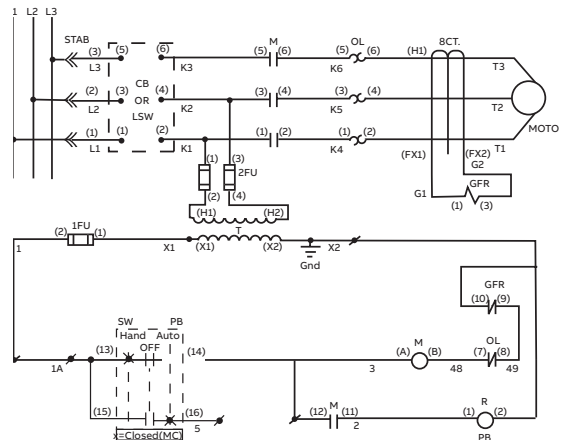 1 L2 L3
STAB
M OL 8CT.
(3) (5) (6) (5) (6) (5) (6) (H1)
L3 K3 K6 T3
(2) (3) CB (4) (3) (4) (3) (4)
L2 OR K2 K5 T2
LSW MOTO
(1) (1) (2) (1) (2) (1) (2) T1
L1 K1 K4
(1) (3) (FX1) (FX2)
2FU G2
GFR
(2) (4) G1 (1) (3)
(H1) (H2)
1FU T
(2) (1)
1 X1 (X1) (X2) X2
Gnd
GFR
(10) (9)
SW PB
Hand Auto M OL
(13) OFF (14) (A) (B) (7) (8)
1A 3 48 49
(15) (16) M R
5 (12) (11) (1) (2)
2
x=Closed(MC) PB